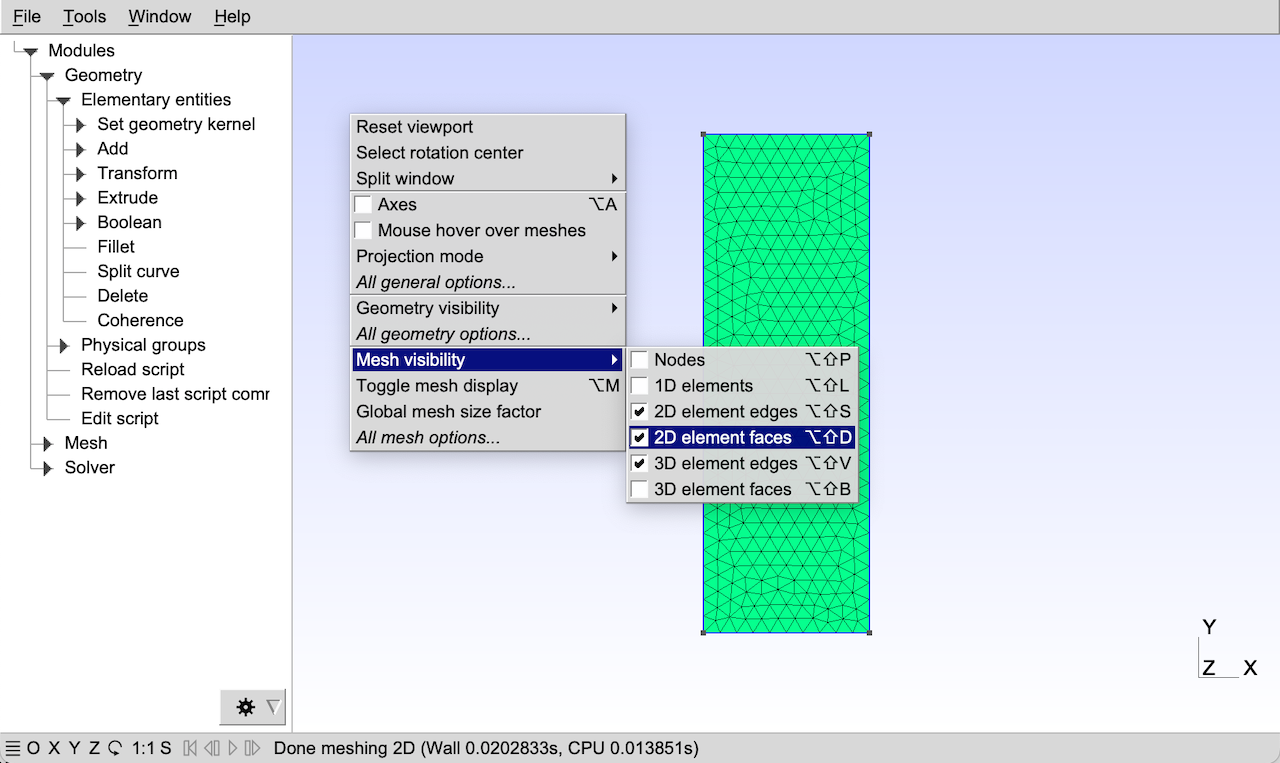 File Tools Window Help
Modules
Geometry
Elementary entities
Set geometry kernel
Add
Transform
Extrude
Boolean
Fillet
Split curve
Delete
Coherence
Physical groups
Reload script
Remove last script comr
Edit script
Mesh
Solver
Reset viewport
Select rotation center
Split window
Axes ⌥A
Mouse hover over meshes
Projection mode
All general options...
Geometry visibility
All geometry options...
Mesh visibility
Toggle mesh display ⌥M
Global mesh size factor
All mesh options...
Nodes ⌥⇧P
1D elements ⌥⇧L
2D element edges ⌥⇧S
2D element faces ⌥⇧D
3D element edges ⌥⇧V
3D element faces ⌥⇧B
Y
Z X
O X Y Z 1:1 S Done meshing 2D (Wall 0.0202833s, CPU 0.013851s)